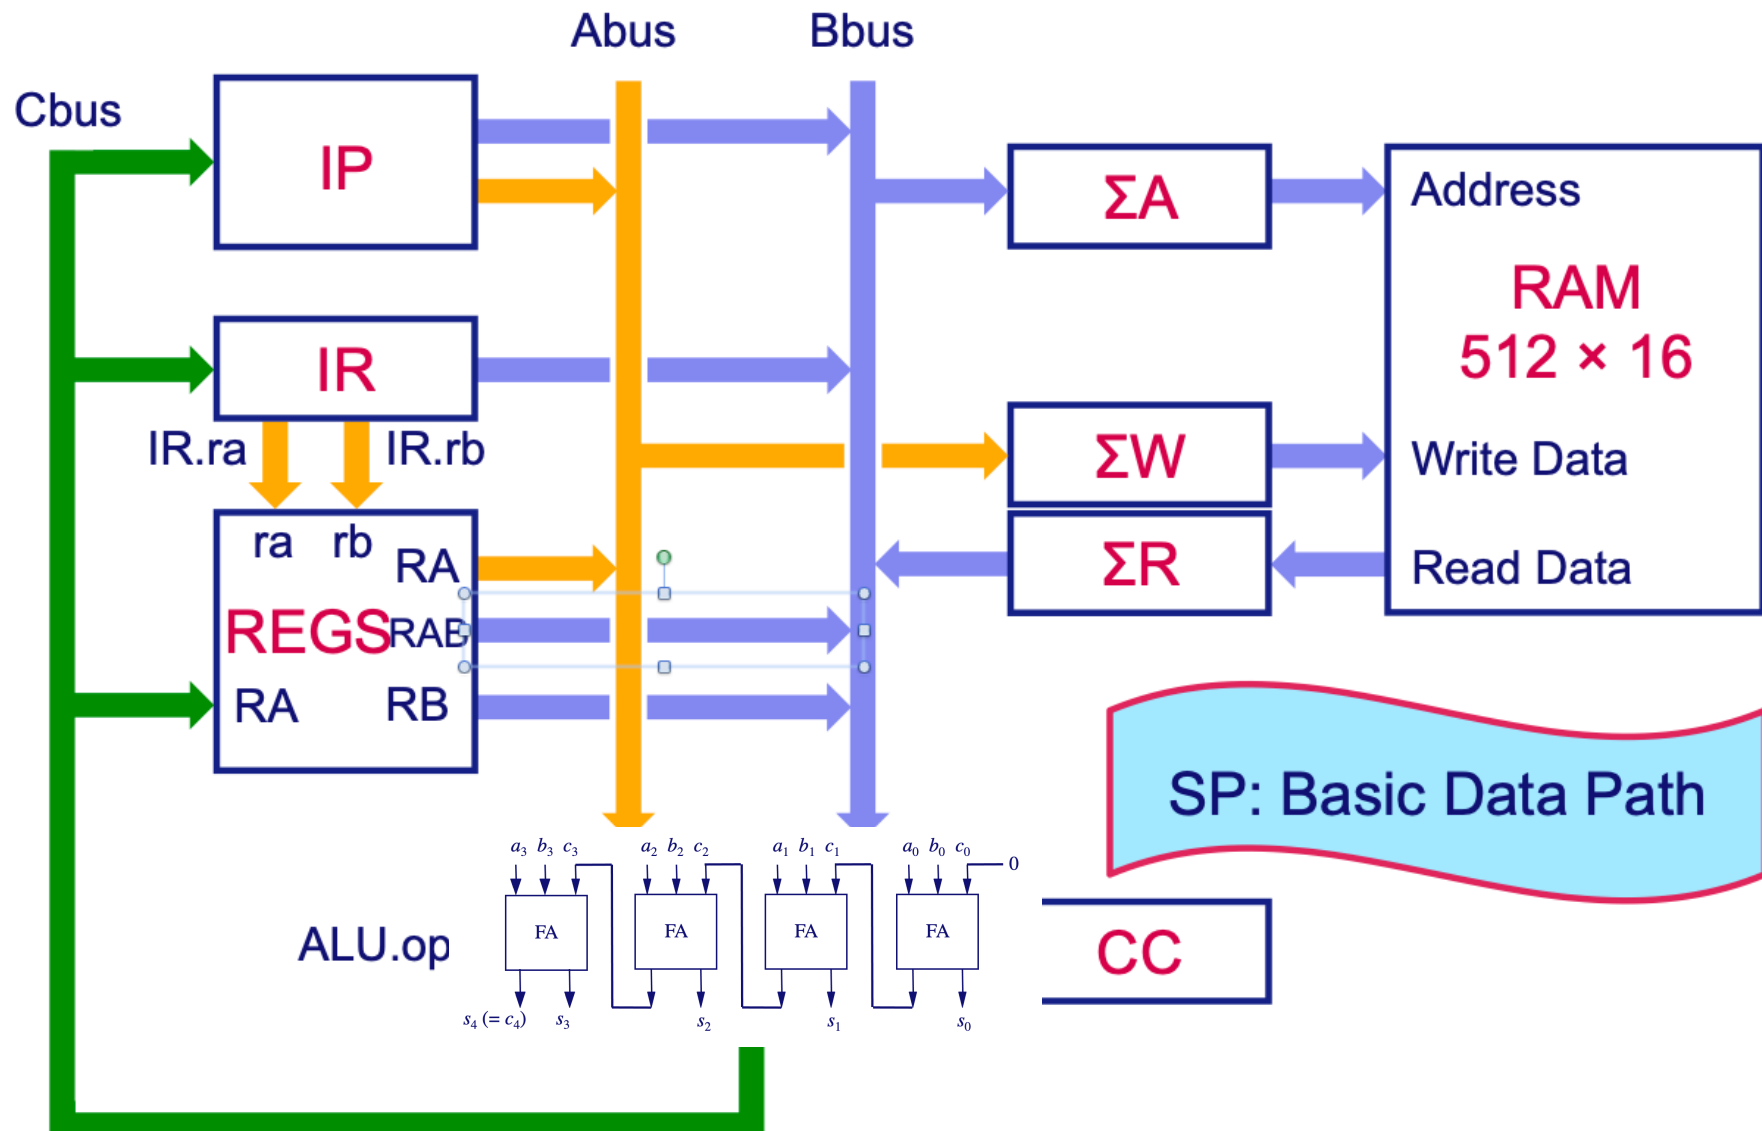 Abus
Bbus
Cbus
IP
ΣA
Address
RAM
512 × 16
IR
IR.ra
IR.rb
ΣW
Write Data
ra
rb
RA
ΣR
Read Data
REGS
RAB
RA
RB
SP: Basic Data Path
a3 b3 c3
a2 b2 c2
a1 b1 c1
a0 b0 c0
0
ALU.op
FA
FA
FA
FA
CC
s4 (= c4)
s3
s2
s1
s0